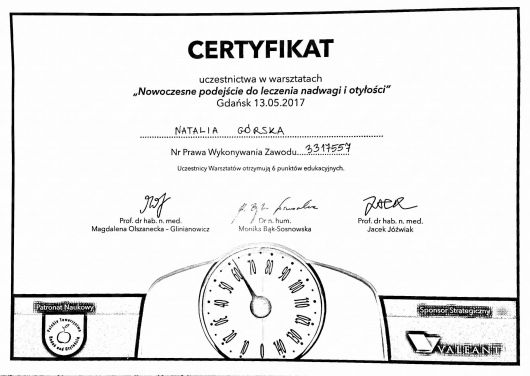 CERTYFIKAT
uczestnictwa w warsztatach
„Nowoczesne podejście do leczenia nadwagi i otyłości”
Gdańsk 13.05.2017
NATALIA GÓRSKA
Nr Prawa Wykonywania Zawodu 3317557
Uczestnicy Warsztatów otrzymują 6 punktów edukacyjnych.
Prof. dr hab. n. med.
Magdalena Olszanecka - Glinianowicz
Dr n. hum.
Monika Bąk-Sosnowska
Prof. dr hab. n. med.
Jacek Jóźwiak
Patronat Naukowy
Sponsor Strategiczny
VALEANT